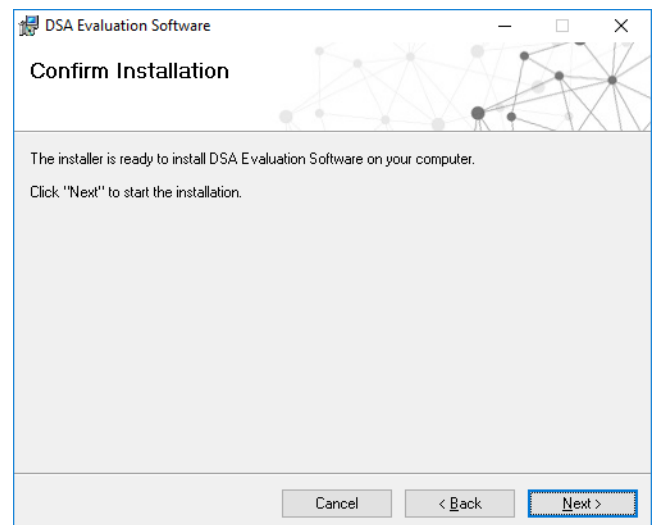 DSA Evaluation Software
Confirm Installation
The installer is ready to install DSA Evaluation Software on your computer.
Click "Next" to start the installation.
Cancel
< Back
Next >